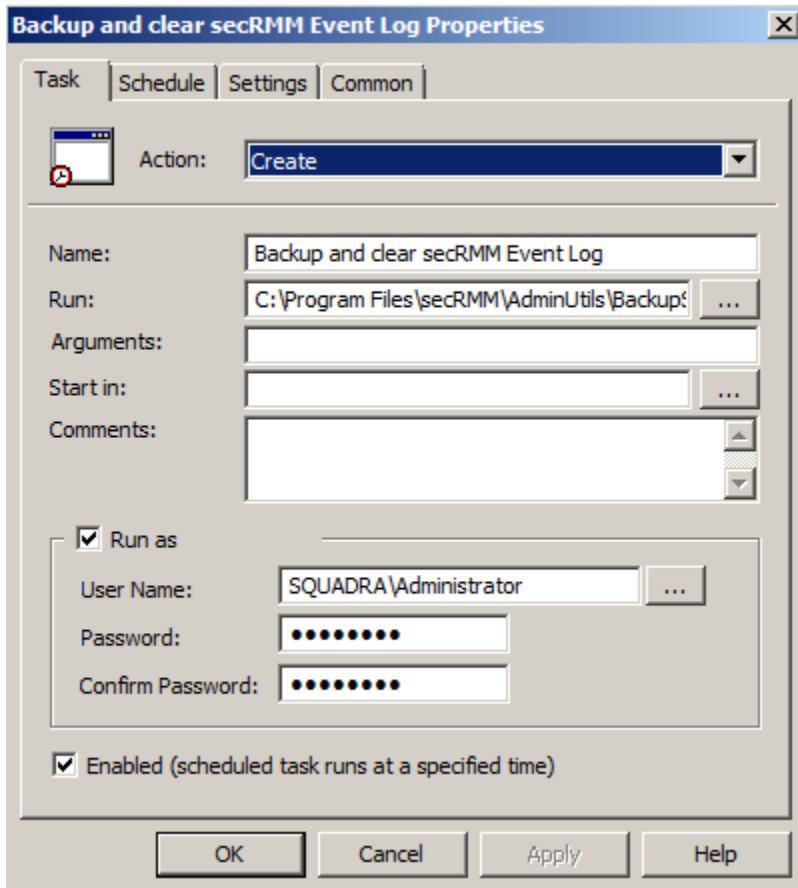 Backup and clear secRMM Event Log Properties
Task Schedule Settings Common
Action: Create
Name: Backup and clear secRMM Event Log
Run: C:\Program Files\secRMM\AdminUtils\Backup ...
Arguments:
Start in: ...
Comments:
Run as
User Name: SQUADRA\Administrator ...
Password: ●●●●●●●●
Confirm Password: ●●●●●●●●
Enabled (scheduled task runs at a specified time)
OK Cancel Apply Help